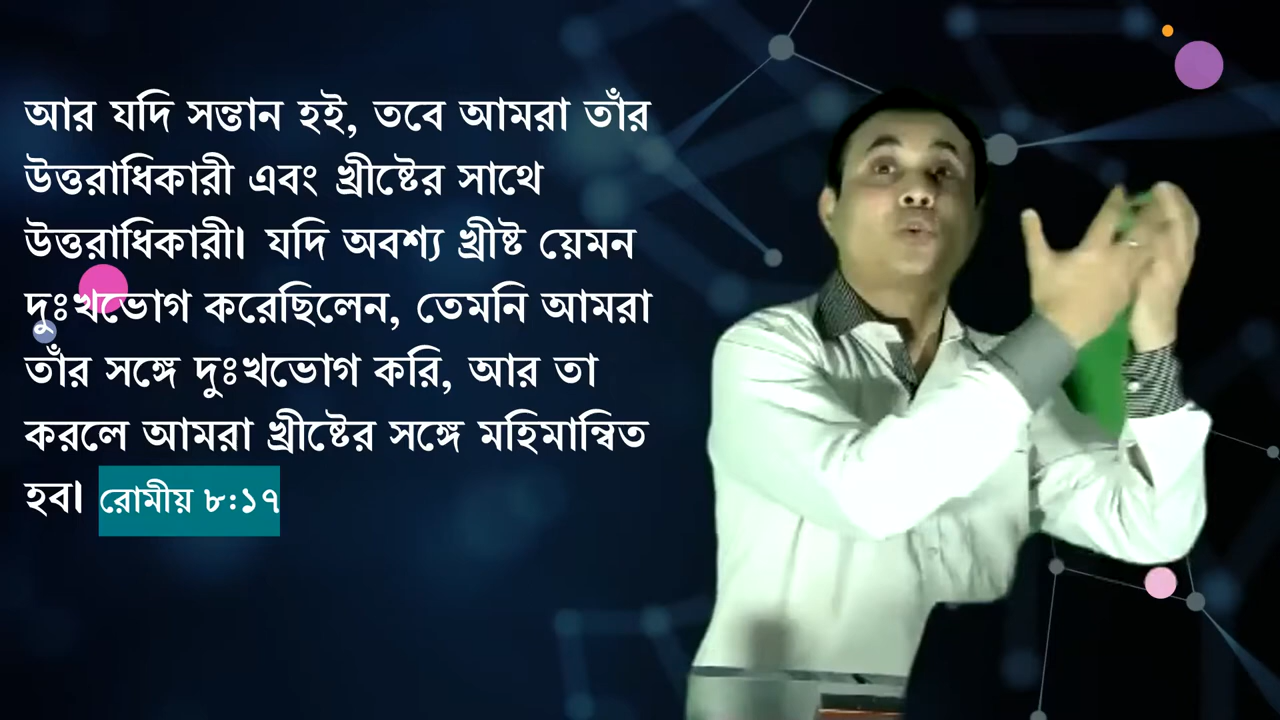 আর যদি সন্তান হই, তবে আমরা তাঁর
উত্তরাধিকারী এবং খ্রীষ্টের সাথে
উত্তরাধিকারী৷ যদি অবশ্য খ্রীষ্ট য়েমন
দুঃখভোগ করেছিলেন, তেমনি আমরা
তাঁর সঙ্গে দুঃখভোগ করি, আর তা
করলে আমরা খ্রীষ্টের সঙ্গে মহিমান্বিত
হব৷ রোমীয় ৮:১৭